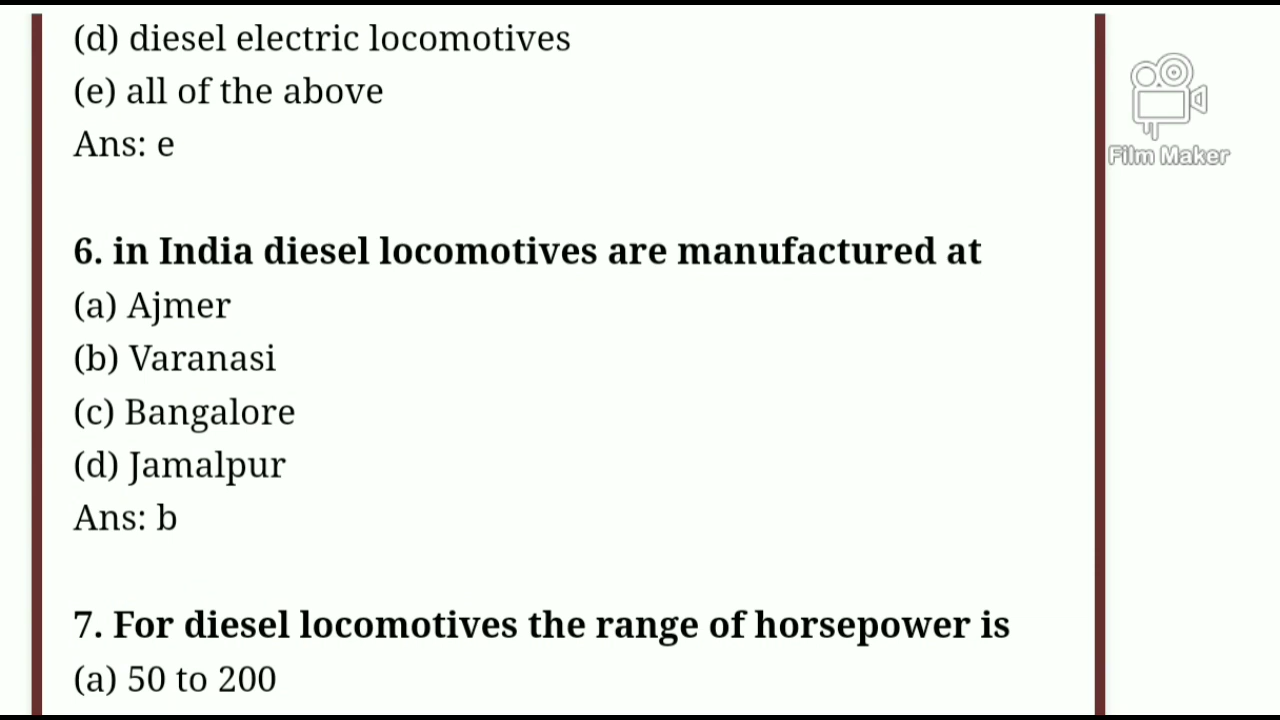 (d) diesel electric locomotives
(e) all of the above
Ans: e
6. in India diesel locomotives are manufactured at
(a) Ajmer
(b) Varanasi
(c) Bangalore
(d) Jamalpur
Ans: b
7. For diesel locomotives the range of horsepower is
(a) 50 to 200
Film Maker